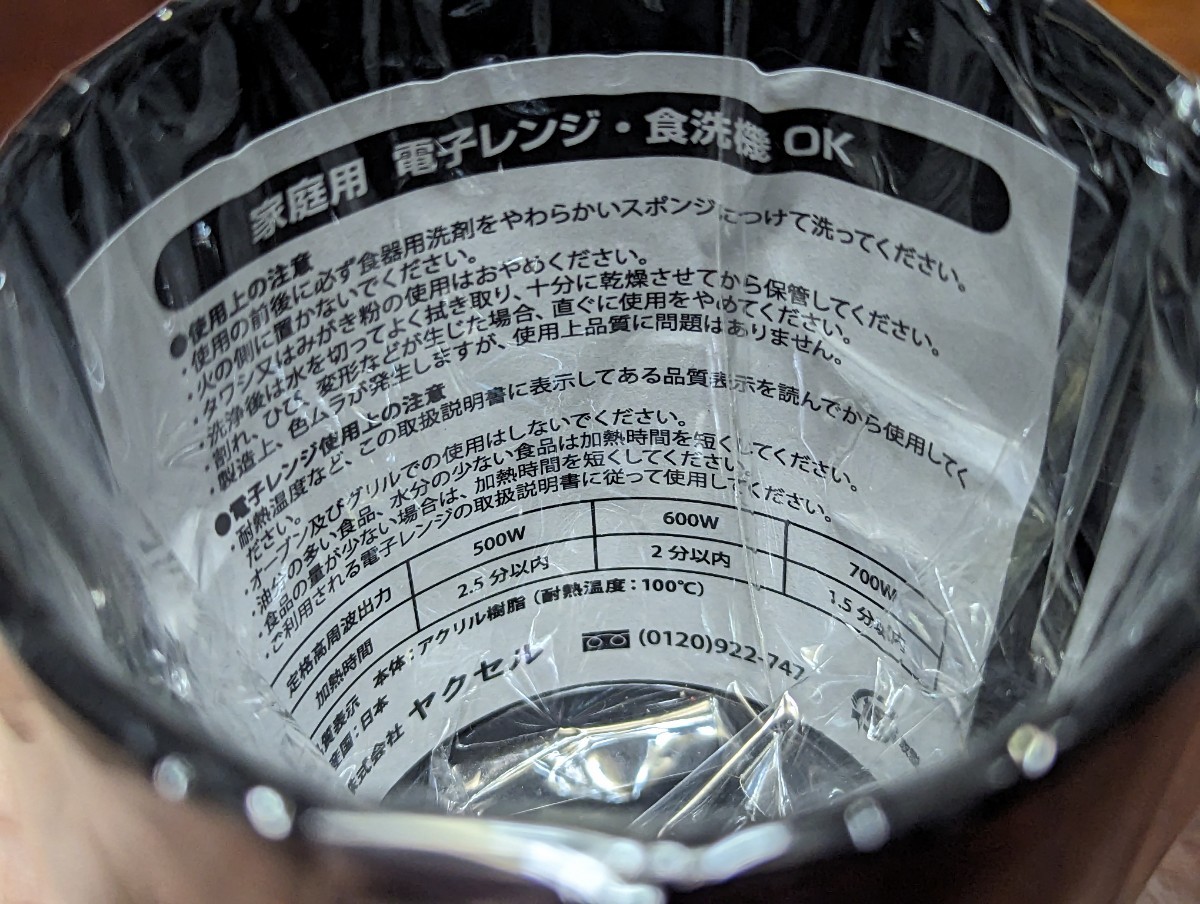 家庭用 電子レンジ・食洗機 OK
●使用上の注意
・使用の前後に必ず食器用洗剤をやわらかいスポンジにつけて洗ってください。
・火の側に置かないでください。
・タワシ又はみがき粉の使用はおやめください。
・洗浄後は水を切ってよく拭き取り、十分に乾燥させてから保管してください。
・割れ、ひび、変形などが生じた場合、直ぐに使用をやめてください。
・製造上、色ムラが発生しますが、使用上品質に問題はありません。
●電子レンジ使用上の注意
・耐熱温度など、この取扱説明書に表示してある品質表示を読んでから使用してく
ださい。
・オーブン及びグリルでの使用はしないでください。
・油分の多い食品、水分の少ない食品は加熱時間を短くしてください。
・食品の量が少ない場合は、加熱時間を短くしてください。
・ご利用される電子レンジの取扱説明書に従って使用してください。
定格高周波出力 500W 600W 700W
加熱時間 2.5 分以内 2 分以内 1.5 分以内
質表示 本体：アクリル樹脂（耐熱温度：100℃）
産国：日本
株式会社 ヤクセル (0120)922-747